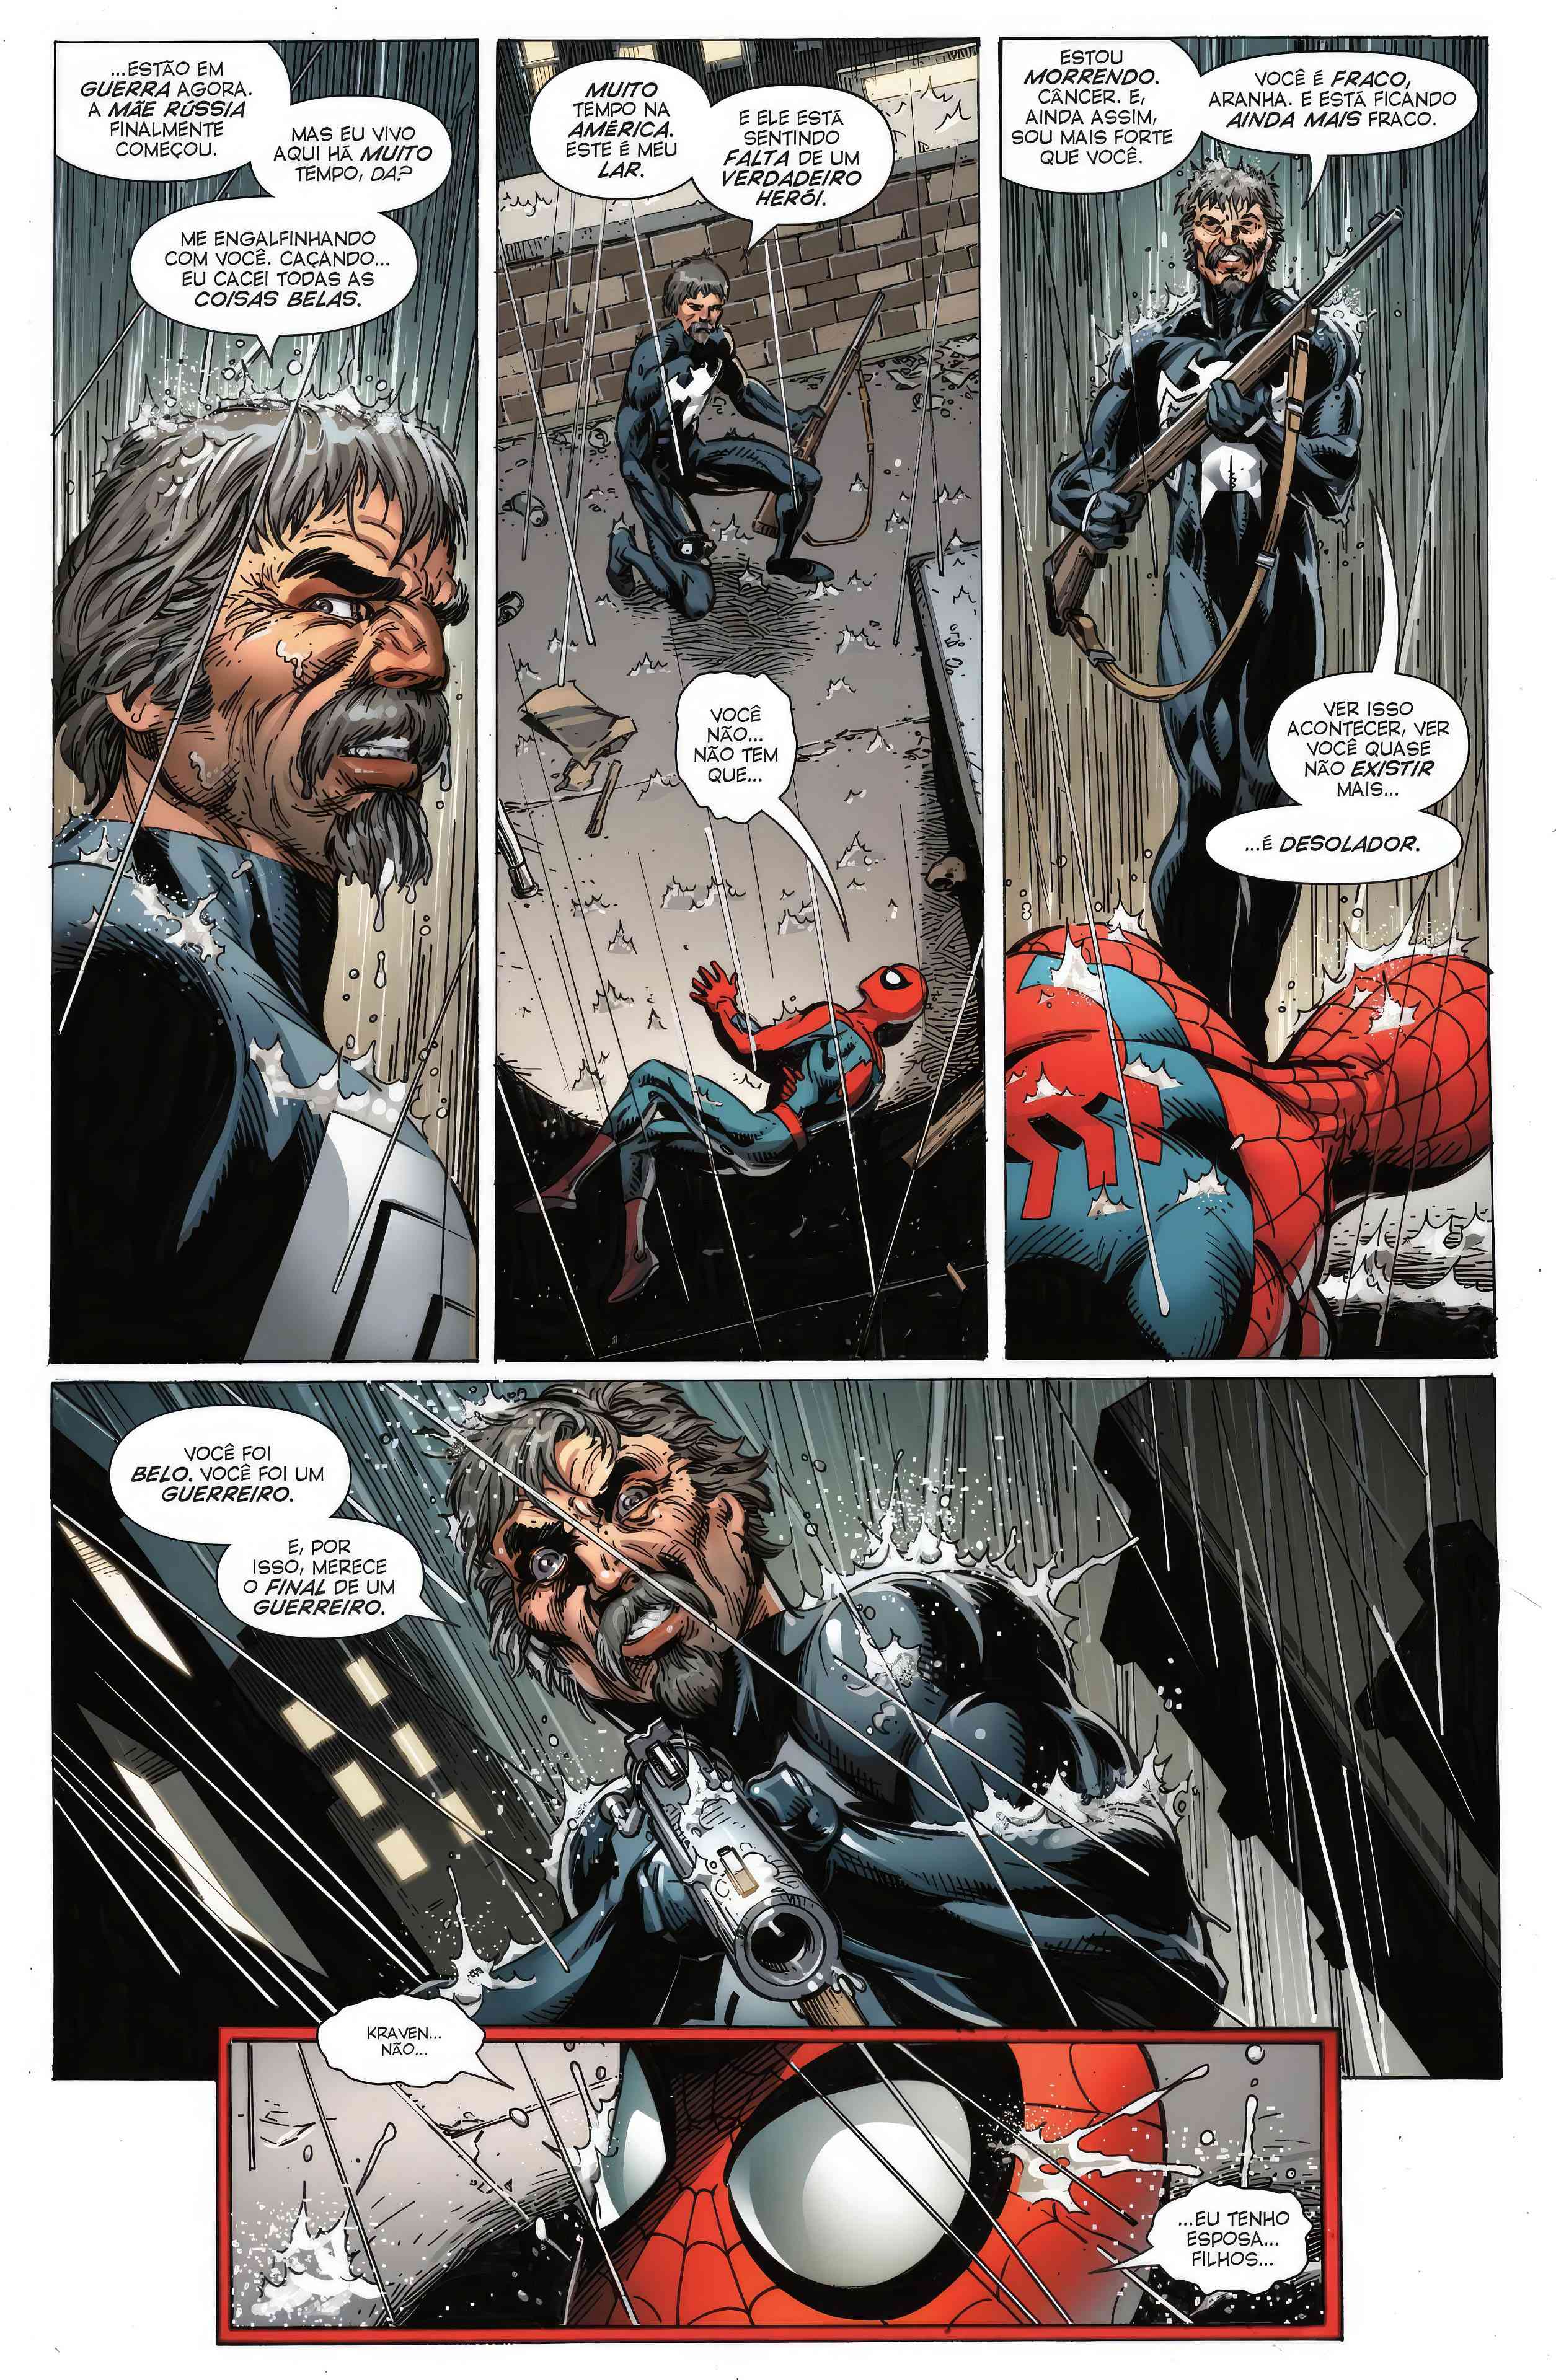 ...ESTÃO EM
GUERRA AGORA.
A MÃE RÚSSIA
FINALMENTE
COMEÇOU.
MAS EU VIVO
AQUI HÁ MUITO
TEMPO, DA?
ME ENGALFINHANDO
COM VOCÊ. CAÇANDO...
EU CACEI TODAS AS
COISAS BELAS.
MUITO
TEMPO NA
AMÉRICA.
ESTE É MEU
LAR.
E ELE ESTÁ
SENTINDO
FALTA DE UM
VERDADEIRO
HERÓI.
VOCÊ
NÃO...
NÃO TEM
QUE...
ESTOU
MORRENDO.
CÂNCER. E,
AINDA ASSIM,
SOU MAIS FORTE
QUE VOCÊ.
VOCÊ É FRACO,
ARANHA. E ESTÁ FICANDO
AINDA MAIS FRACO.
VER ISSO
ACONTECER, VER
VOCÊ QUASE
NÃO EXISTIR
MAIS...
...É DESOLADOR.
VOCÊ FOI
BELO. VOCÊ FOI UM
GUERREIRO.
E, POR
ISSO, MERECE
O FINAL DE UM
GUERREIRO.
KRAVEN...
NÃO...
...EU TENHO
ESPOSA...
FILHOS...